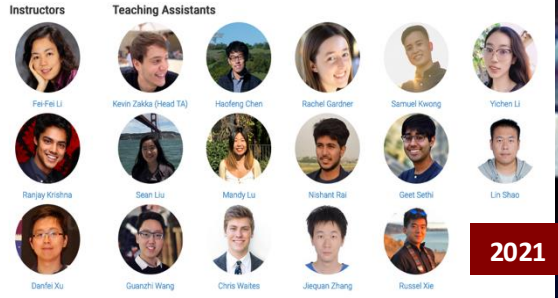 Instructors Teaching Assistants
Fei-Fei Li Kevin Zakka (Head TA) Haofeng Chen Rachel Gardner Samuel Kwong Yichen Li
Ranjay Krishna Sean Liu Mandy Lu Nishant Rai Geet Sethi Lin Shao
Danfei Xu Guanzhi Wang Chris Waites Jiequan Zhang Russel Xie
2021